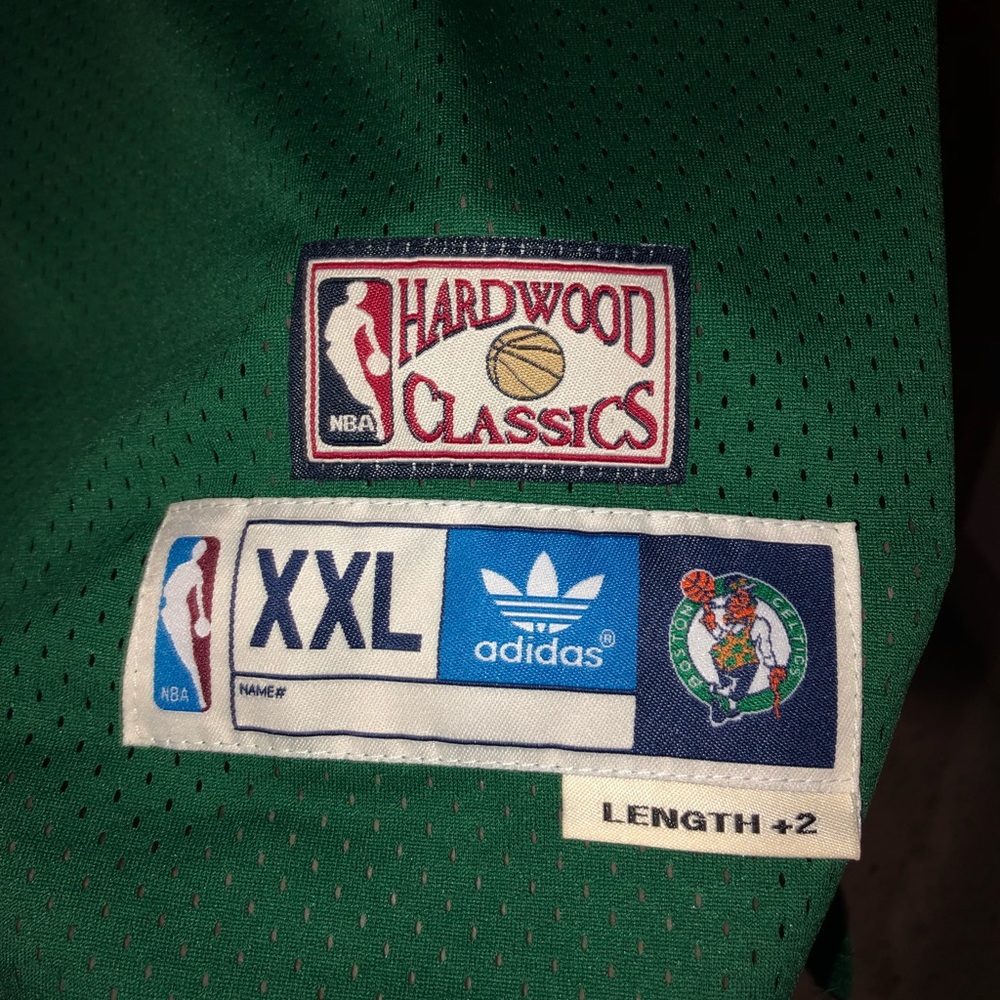 HARDWOOD
CLASSICS
NBA
XXL
adidas®
NAME#
NBA
BOSTON CELTICS
LENGTH +2